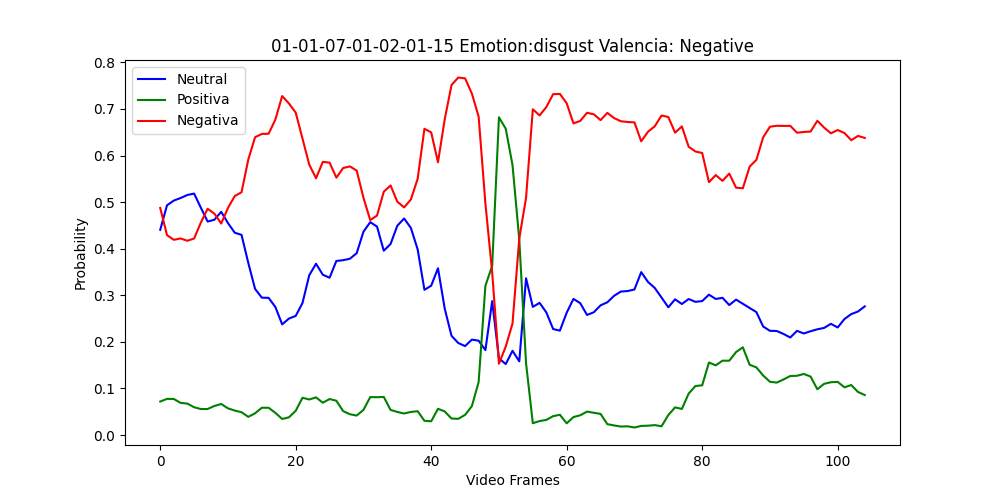 01-01-07-01-02-01-15 Emotion:disgust Valencia: Negative
Neutral
Positiva
Negativa
0.8
0.7
0.6
0.5
0.4
0.3
0.2
0.1
0.0
Probability
0 20 40 60 80 100
Video Frames